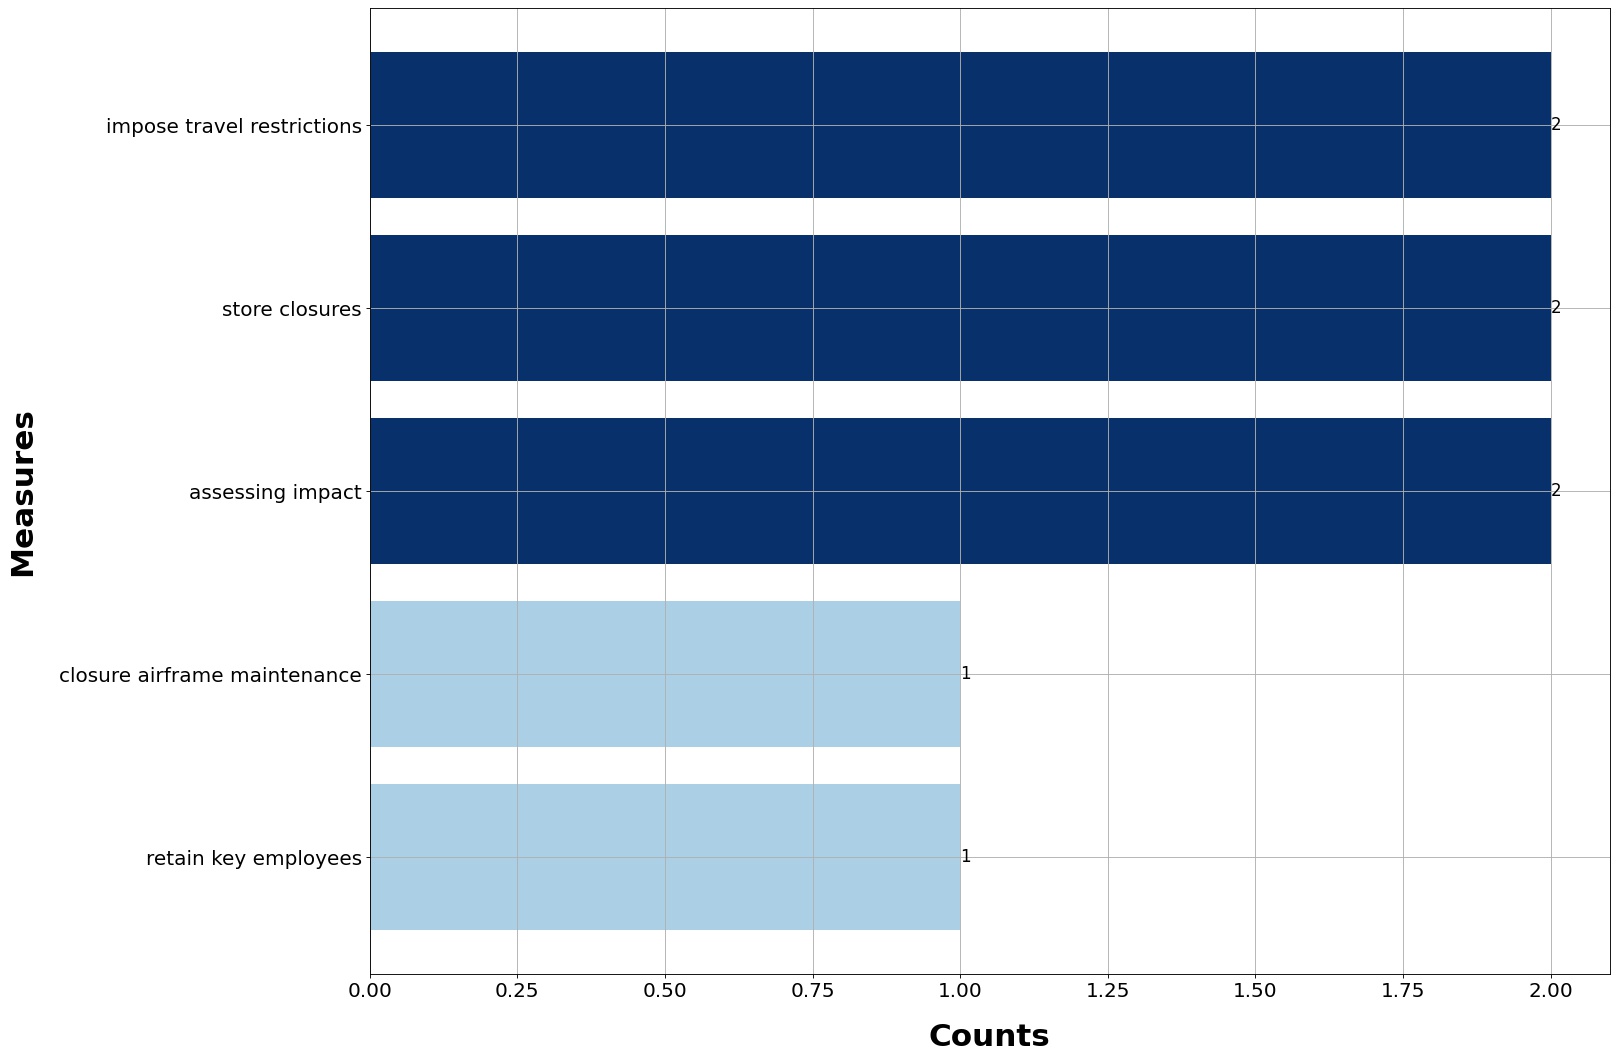 impose travel restrictions
2
store closures
2
assessing impact
2
Measures
closure airframe maintenance
1
retain key employees
1
0.00 0.25 0.50 0.75 1.00 1.25 1.50 1.75 2.00
Counts